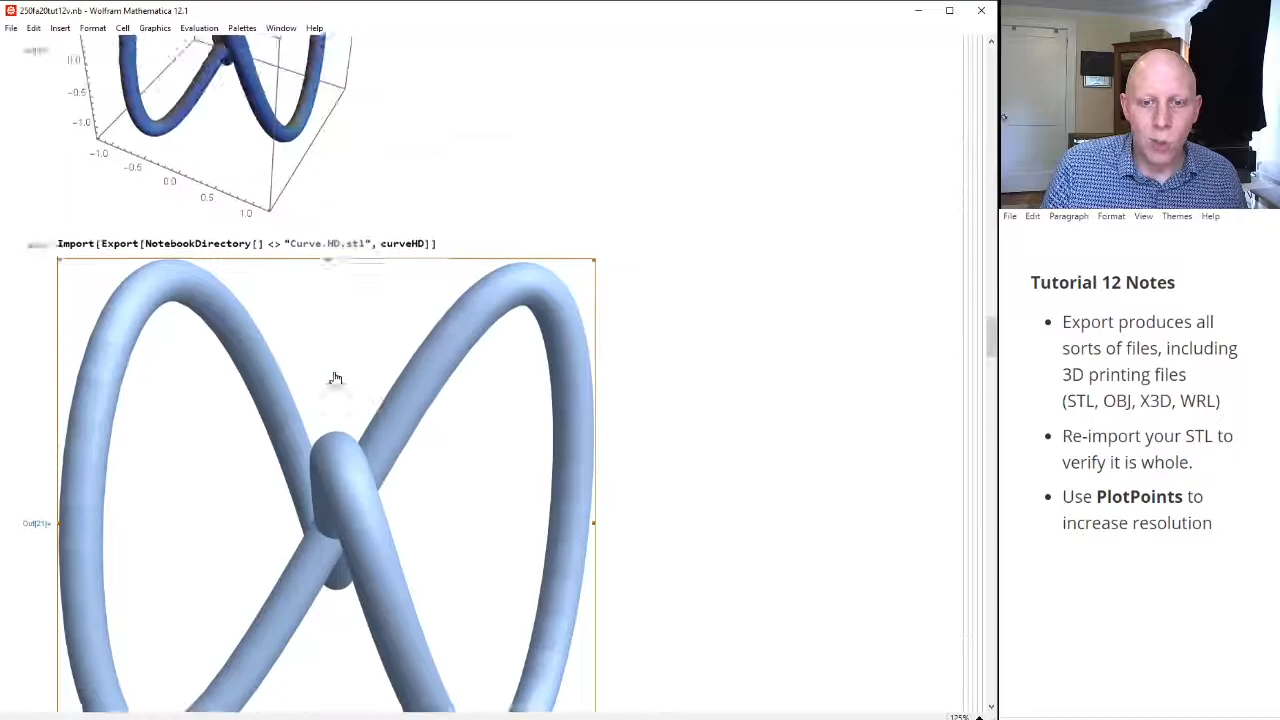 250fa20tut12v.nb - Wolfram Mathematica 12.1
File Edit Insert Format Cell Graphics Evaluation Palettes Window Help
0.0
-0.5
-1.0
-1.0
-0.5
0.0
0.5
1.0
File Edit Paragraph Format View Themes Help
Import[Export[NotebookDirectory[] <> "Curve.HD.stl", curveHD]]
Out[21]=
Tutorial 12 Notes
• Export produces all
sorts of files, including
3D printing files
(STL, OBJ, X3D, WRL)
• Re-import your STL to
verify it is whole.
• Use PlotPoints to
increase resolution
125%